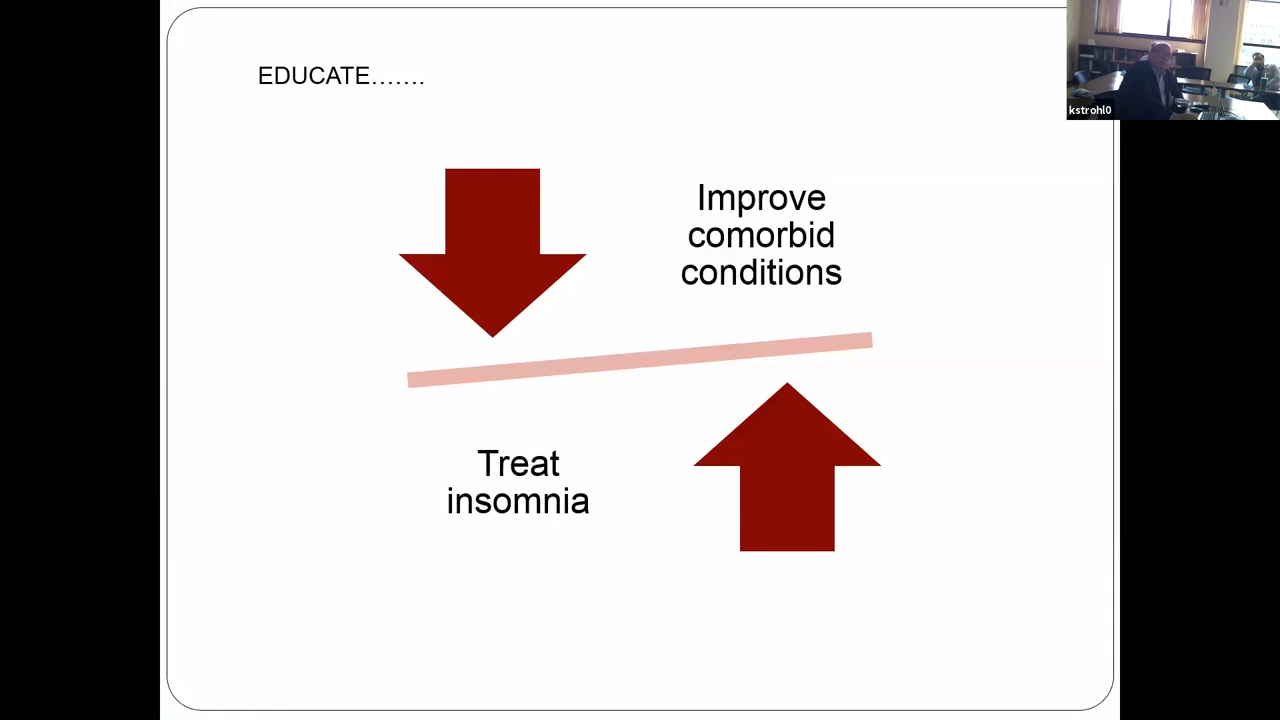 EDUCATE.......
kstrohl0
Improve
comorbid
conditions
Treat
insomnia